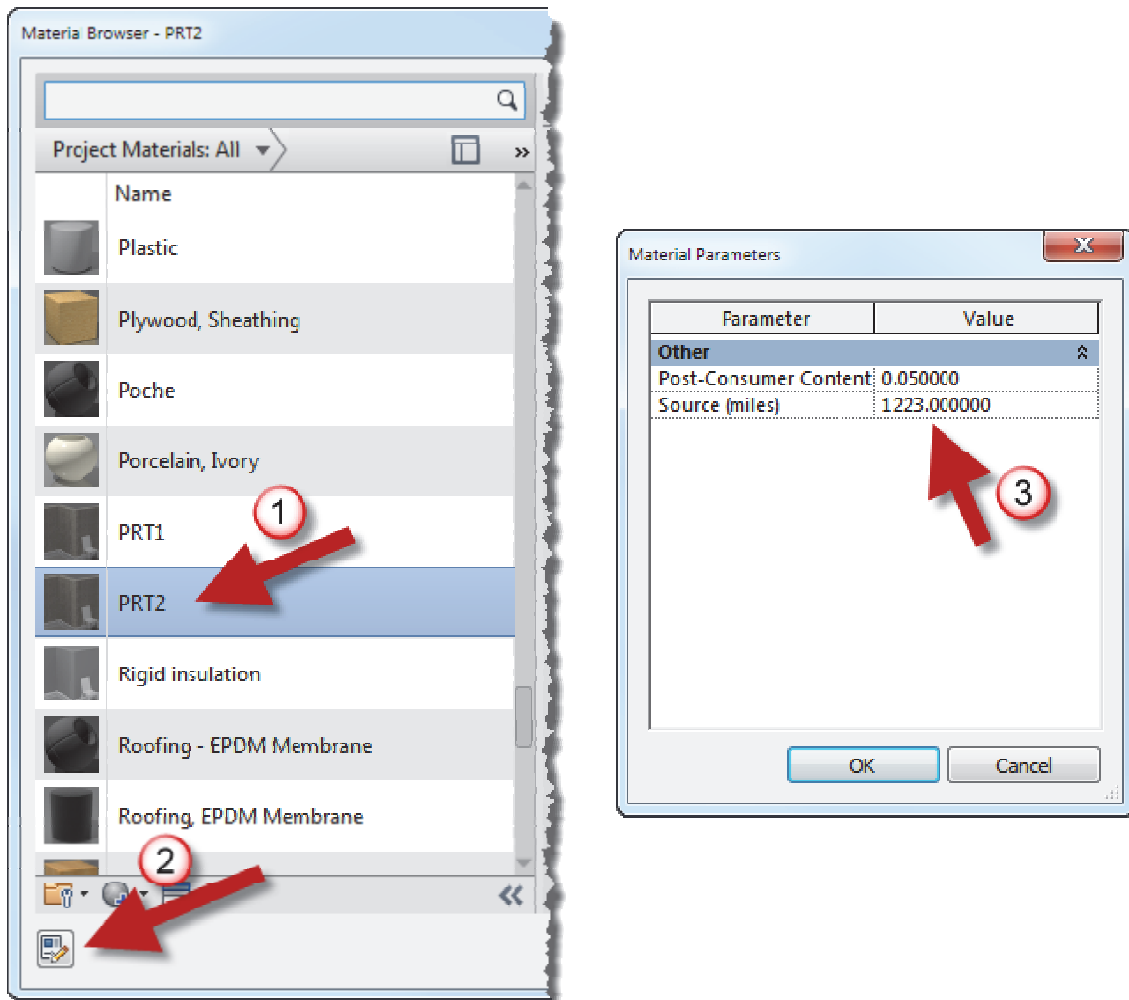 Material Browser - PRT2
Project Materials: All
»
Name
Plastic
Plywood, Sheathing
Poche
Porcelain, Ivory
1
PRT1
PRT2
Rigid insulation
Roofing - EPDM Membrane
Roofing, EPDM Membrane
2
Material Parameters
Parameter Value
Other
Post-Consumer Content 0.050000
Source (miles) 1223.000000
3
OK Cancel